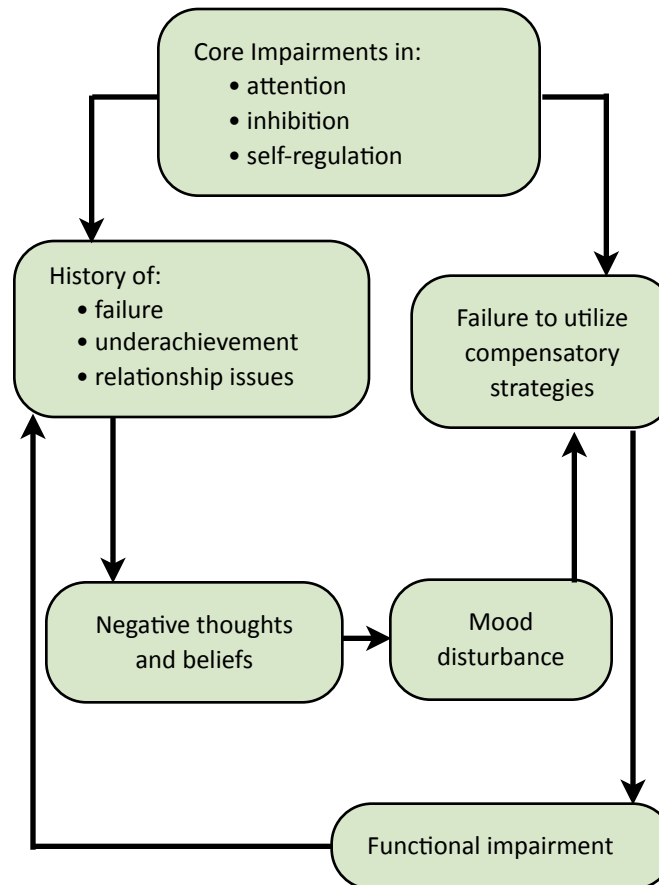 Core Impairments in:
• attention
• inhibition
• self-regulation
History of:
• failure
• underachievement
• relationship issues
Failure to utilize
compensatory
strategies
Negative thoughts
and beliefs
Mood
disturbance
Functional impairment